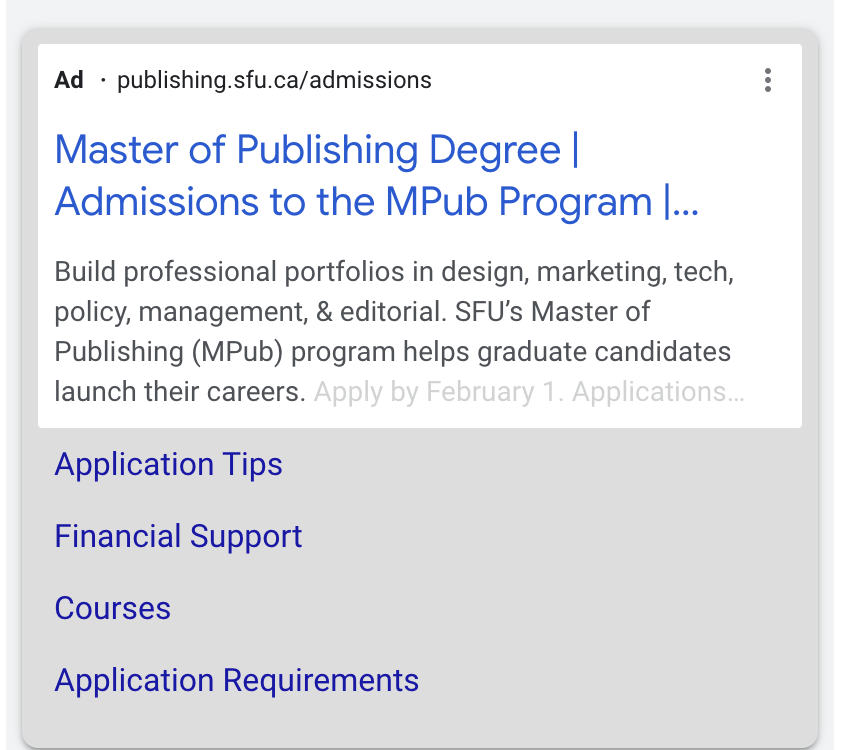 Ad · publishing.sfu.ca/admissions
Master of Publishing Degree |
Admissions to the MPub Program |...
Build professional portfolios in design, marketing, tech,
policy, management, & editorial. SFU’s Master of
Publishing (MPub) program helps graduate candidates
launch their careers. Apply by February 1. Applications...
Application Tips
Financial Support
Courses
Application Requirements